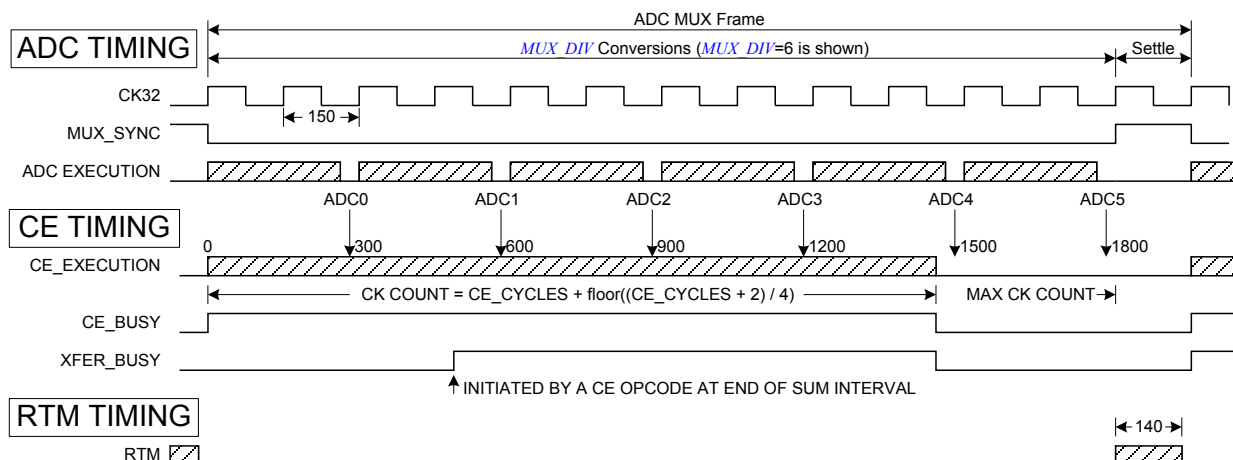 ADC MUX Frame
ADC TIMING
MUX_DIV Conversions (MUX_DIV=6 is shown)
Settle
CK32
150
MUX_SYNC
ADC EXECUTION
ADC0 ADC1 ADC2 ADC3 ADC4 ADC5
CE TIMING
0 300 600 900 1200 1500 1800
CE_EXECUTION
CK COUNT = CE_CYCLES + floor((CE_CYCLES + 2) / 4)
MAX CK COUNT
CE_BUSY
XFER_BUSY
INITIATED BY A CE OPCODE AT END OF SUM INTERVAL
RTM TIMING
140
RTM